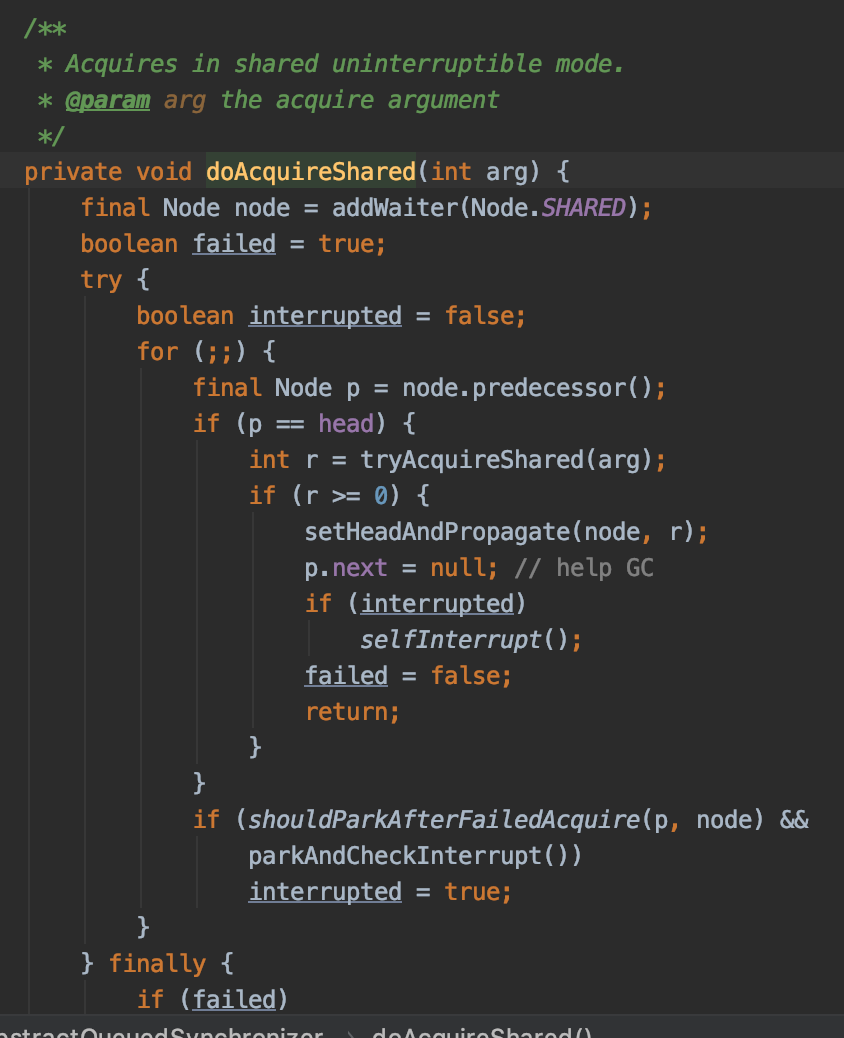 /**
 * Acquires in shared uninterruptible mode.
 * @param arg the acquire argument
 */
private void doAcquireShared(int arg) {
    final Node node = addWaiter(Node.SHARED);
    boolean failed = true;
    try {
        boolean interrupted = false;
        for (;;) {
            final Node p = node.predecessor();
            if (p == head) {
                int r = tryAcquireShared(arg);
                if (r >= 0) {
                    setHeadAndPropagate(node, r);
                    p.next = null; // help GC
                    if (interrupted)
                        selfInterrupt();
                    failed = false;
                    return;
                }
            }
            if (shouldParkAfterFailedAcquire(p, node) &&
                parkAndCheckInterrupt())
                interrupted = true;
        }
    } finally {
        if (failed)
stractQueuedSynchronizer › doAcquireShared()